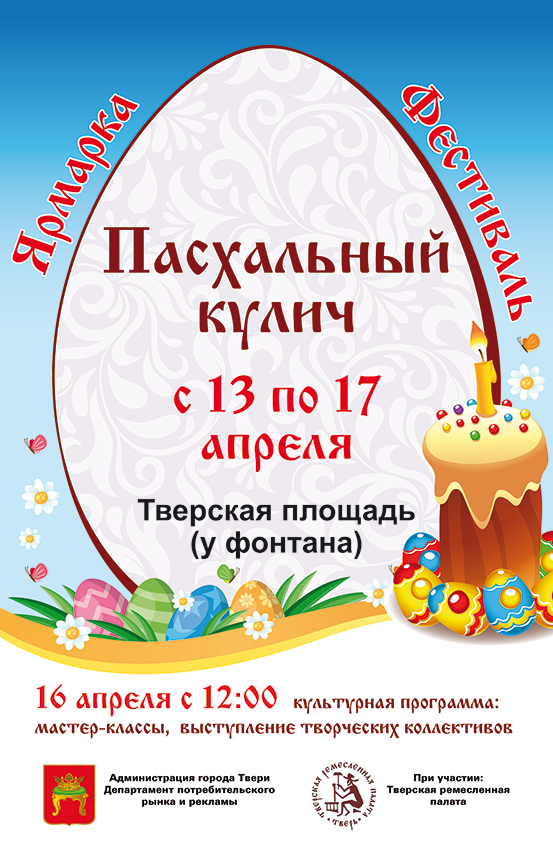 Ярмарка
Фестиваль
Пасхальный
кулич
с 13 по 17
апреля
Тверская площадь
(у фонтана)
16 апреля с 12:00 культурная программа:
мастер-классы, выступление творческих коллективов
Администрация города Твери
Департамент потребительского
рынка и рекламы
ТВЕРСКАЯ РЕМЕСЛЕННАЯ ПАЛАТА
ТВЕРЬ
При участии:
Тверская ремесленная
палата